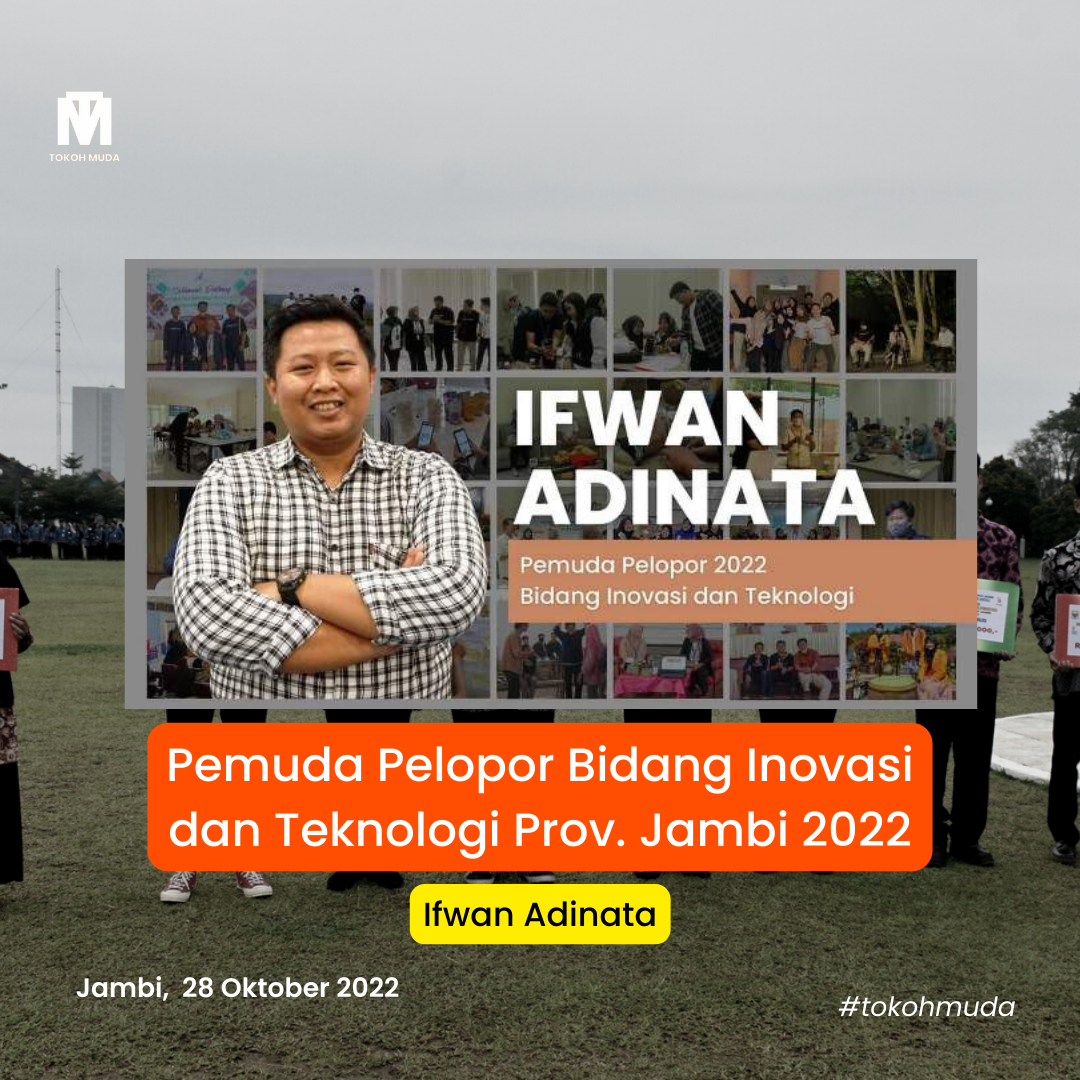 TM
TOKOH MUDA
IFWAN
ADINATA
Pemuda Pelopor 2022
Bidang Inovasi dan Teknologi
Pemuda Pelopor Bidang Inovasi
dan Teknologi Prov. Jambi 2022
Ifwan Adinata
Jambi, 28 Oktober 2022
#tokohmuda